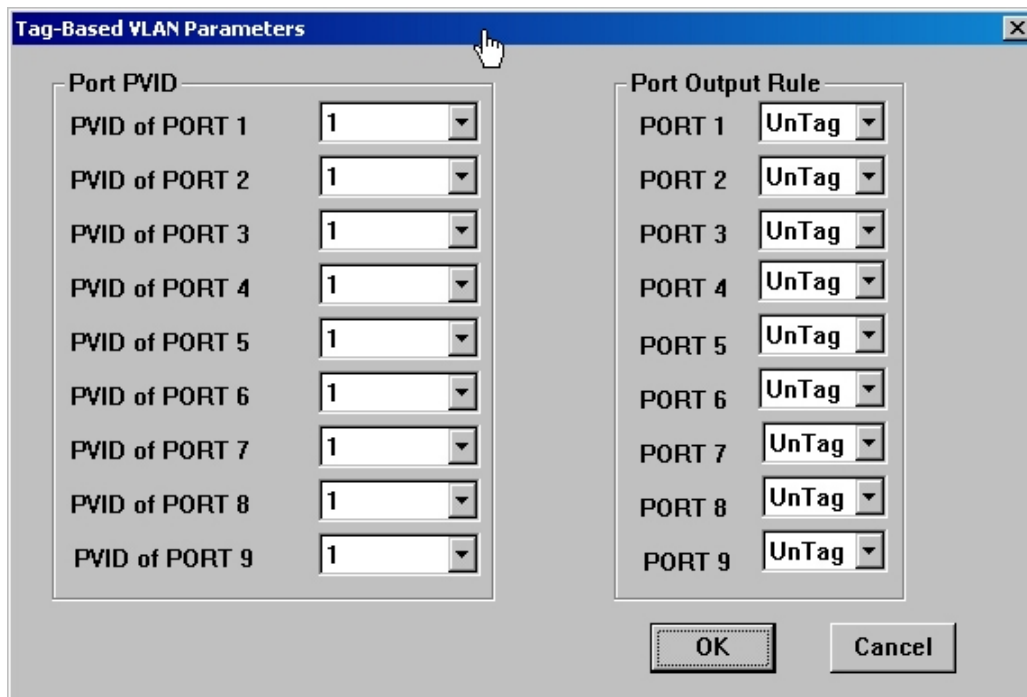 Tag-Based VLAN Parameters
Port PVID
PVID of PORT 1 1
PVID of PORT 2 1
PVID of PORT 3 1
PVID of PORT 4 1
PVID of PORT 5 1
PVID of PORT 6 1
PVID of PORT 7 1
PVID of PORT 8 1
PVID of PORT 9 1
Port Output Rule
PORT 1 UnTag
PORT 2 UnTag
PORT 3 UnTag
PORT 4 UnTag
PORT 5 UnTag
PORT 6 UnTag
PORT 7 UnTag
PORT 8 UnTag
PORT 9 UnTag
OK Cancel